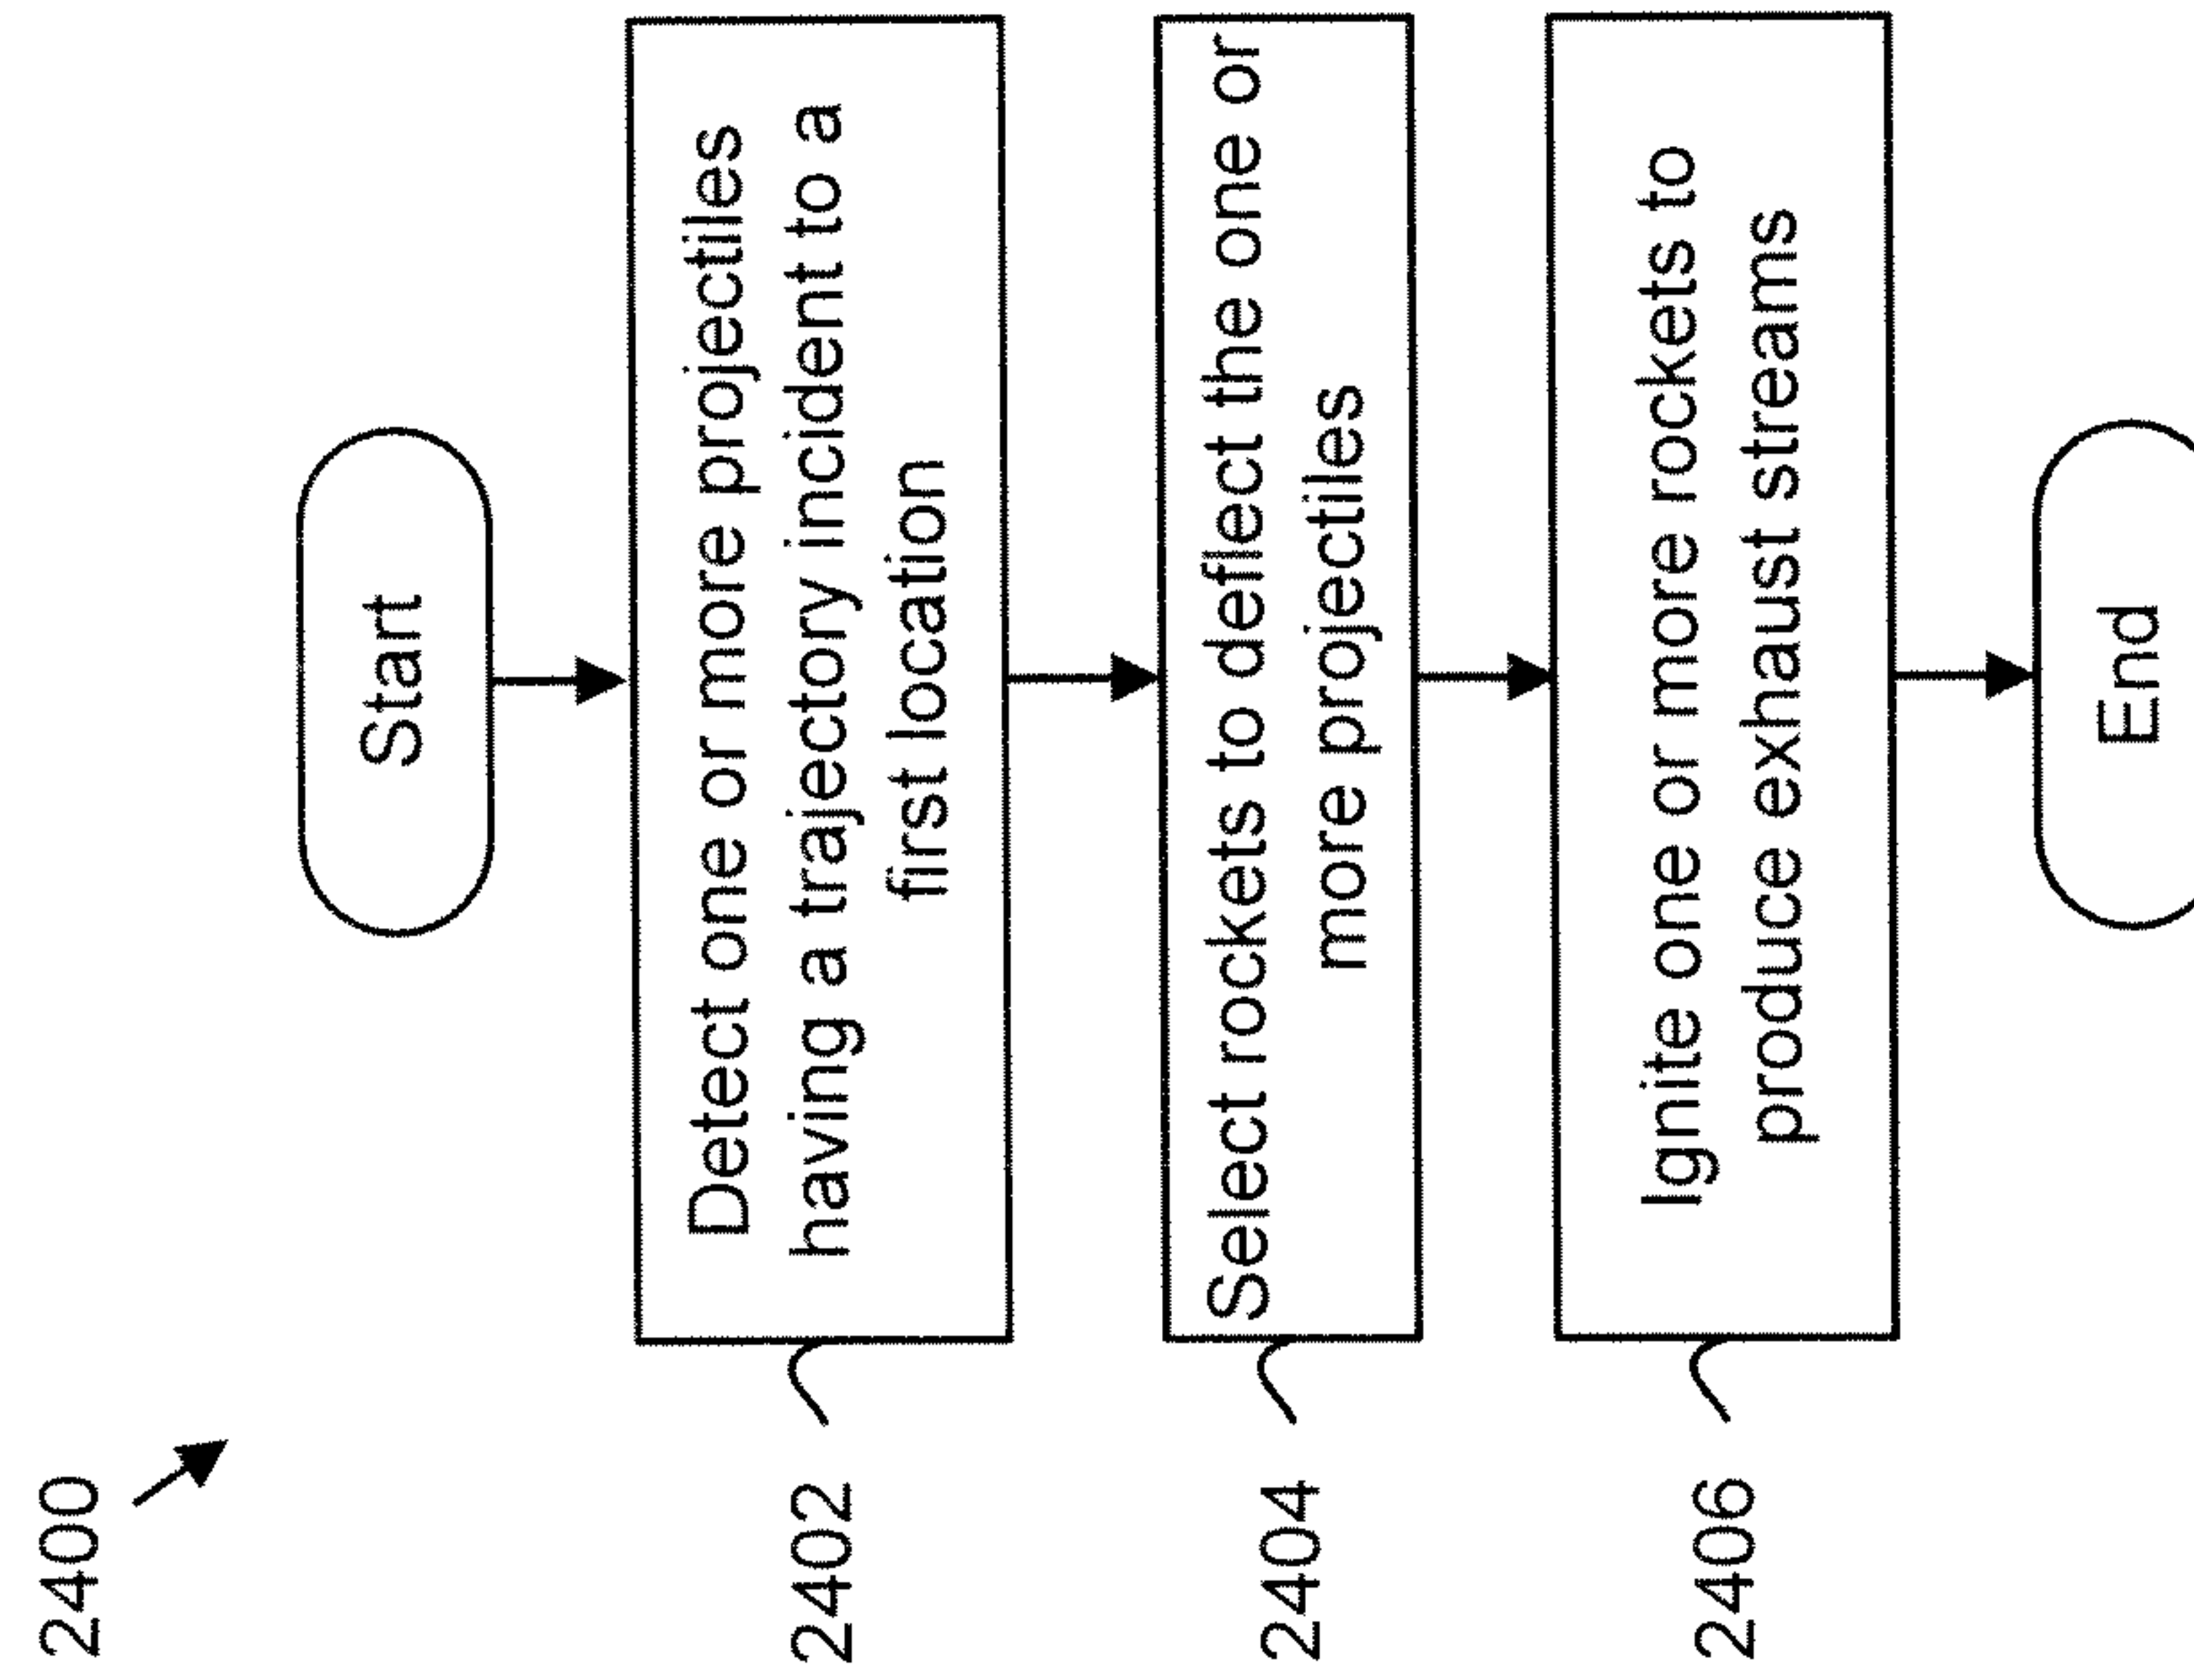 2400
Start
2402
Detect one or more projectiles
having a trajectory incident to a
first location
2404
Select rockets to deflect the one or
more projectiles
2406
Ignite one or more rockets to
produce exhaust streams
End